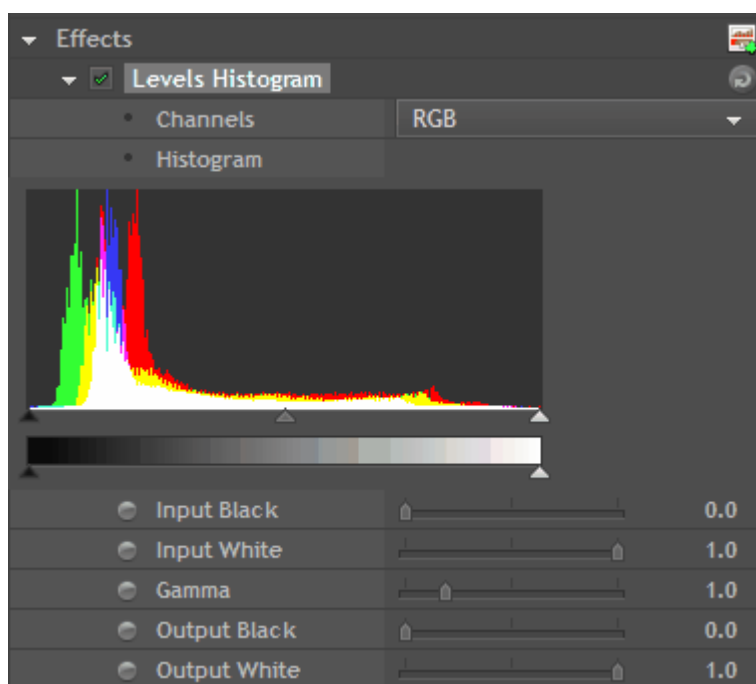 Effects
Levels Histogram
Channels RGB
Histogram
Input Black 0.0
Input White 1.0
Gamma 1.0
Output Black 0.0
Output White 1.0